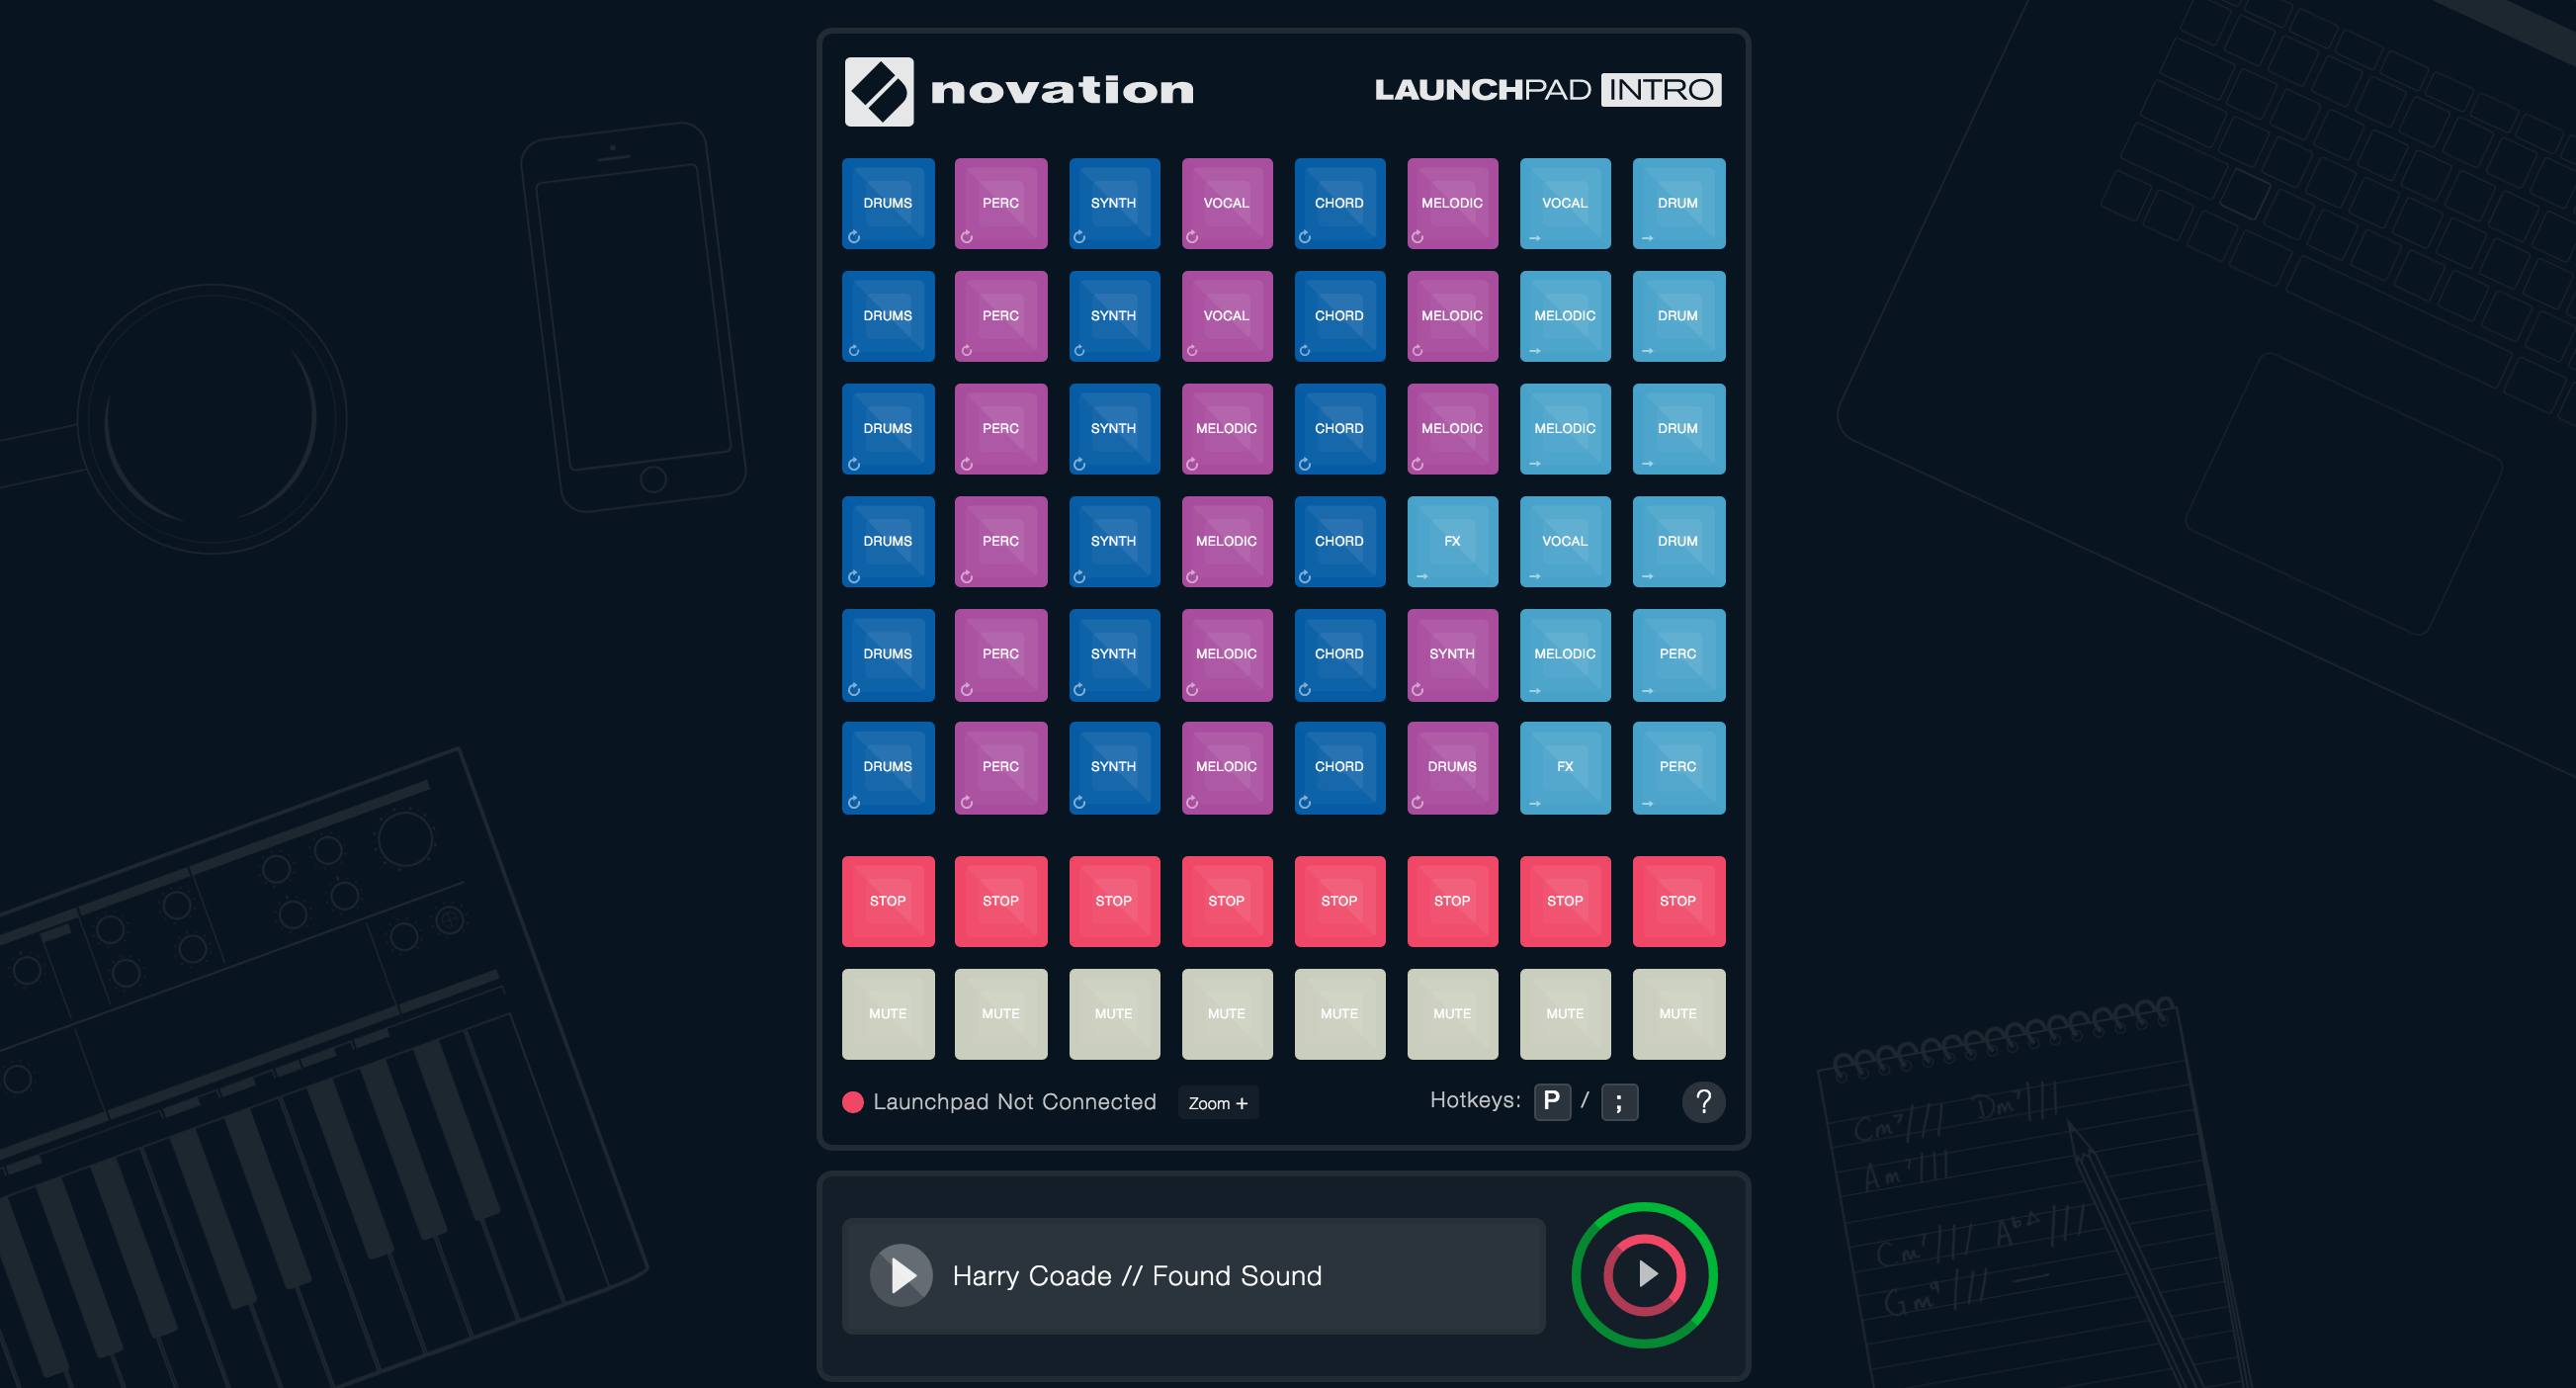 novation LAUNCHPAD INTRO
DRUMS PERC SYNTH VOCAL CHORD MELODIC VOCAL DRUM
DRUMS PERC SYNTH VOCAL CHORD MELODIC MELODIC DRUM
DRUMS PERC SYNTH MELODIC CHORD MELODIC MELODIC DRUM
DRUMS PERC SYNTH MELODIC CHORD FX VOCAL DRUM
DRUMS PERC SYNTH MELODIC CHORD SYNTH MELODIC PERC
DRUMS PERC SYNTH MELODIC CHORD DRUMS FX PERC
STOP STOP STOP STOP STOP STOP STOP STOP
MUTE MUTE MUTE MUTE MUTE MUTE MUTE MUTE
Launchpad Not Connected Zoom + Hotkeys: P / ; ?
Harry Coade // Found Sound
Cm⁷/// Dm⁷///
Am⁷///
Cm⁷/// A♭∆///
Gm⁹/// —